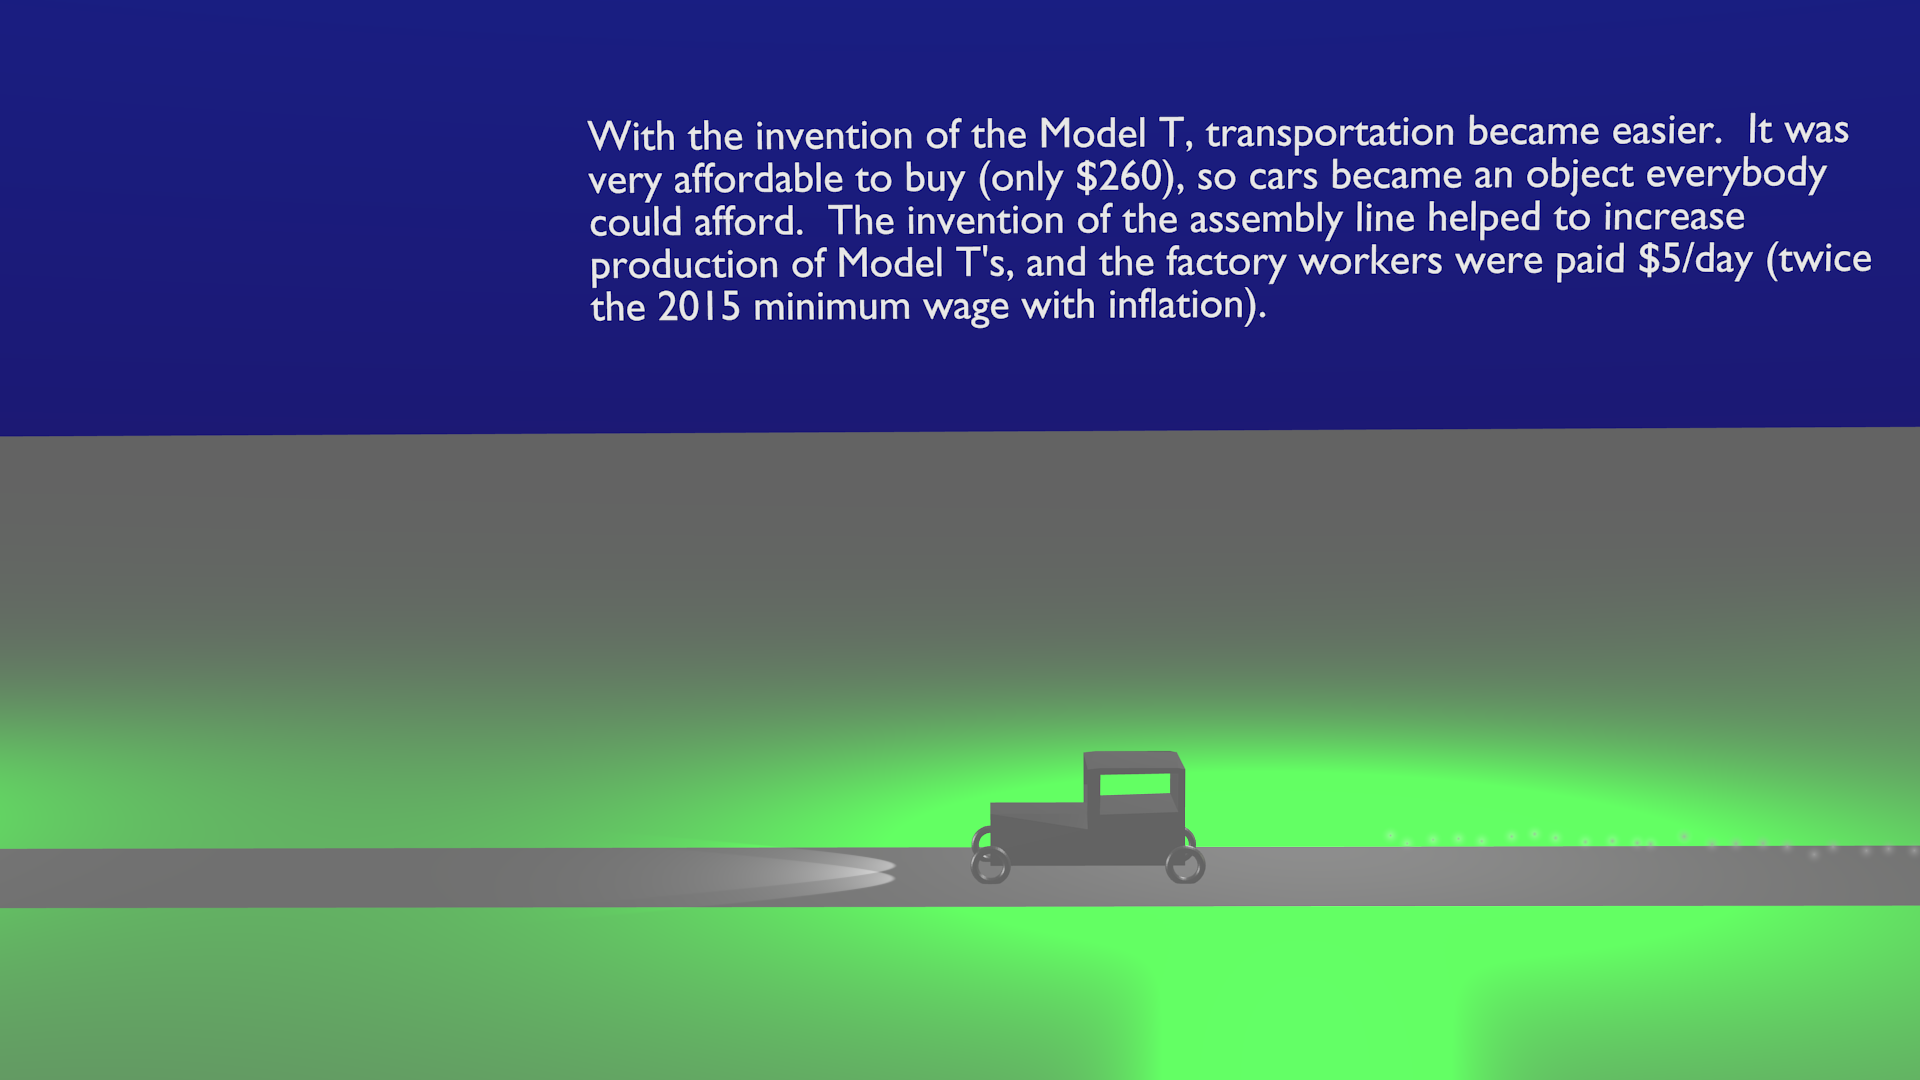 With the invention of the Model T, transportation became easier.  It was
very affordable to buy (only $260), so cars became an object everybody
could afford.  The invention of the assembly line helped to increase
production of Model T's, and the factory workers were paid $5/day (twice
the 2015 minimum wage with inflation).